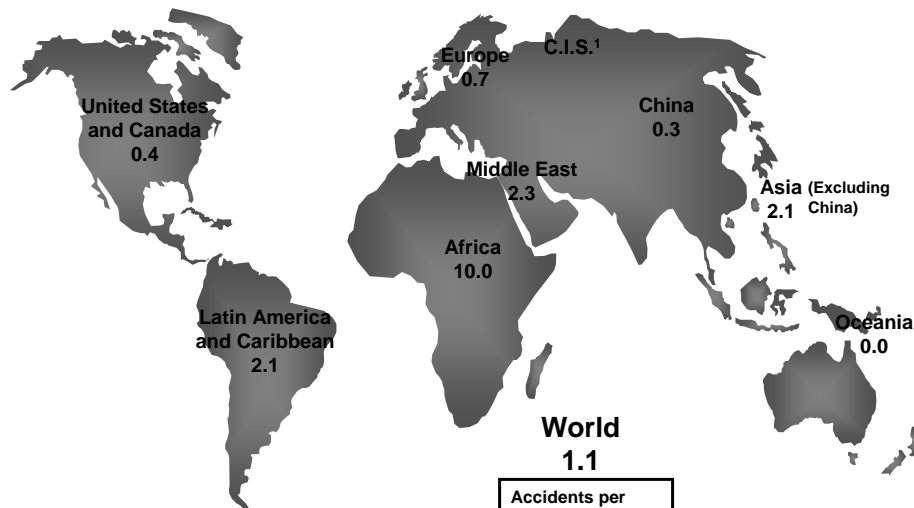 Europe
0.7
C.I.S.¹
United States
and Canada
0.4
China
0.3
Middle East
2.3
Asia (Excluding
China)
2.1
Africa
10.0
Latin America
and Caribbean
2.1
Oceania
0.0
World
1.1
Accidents per